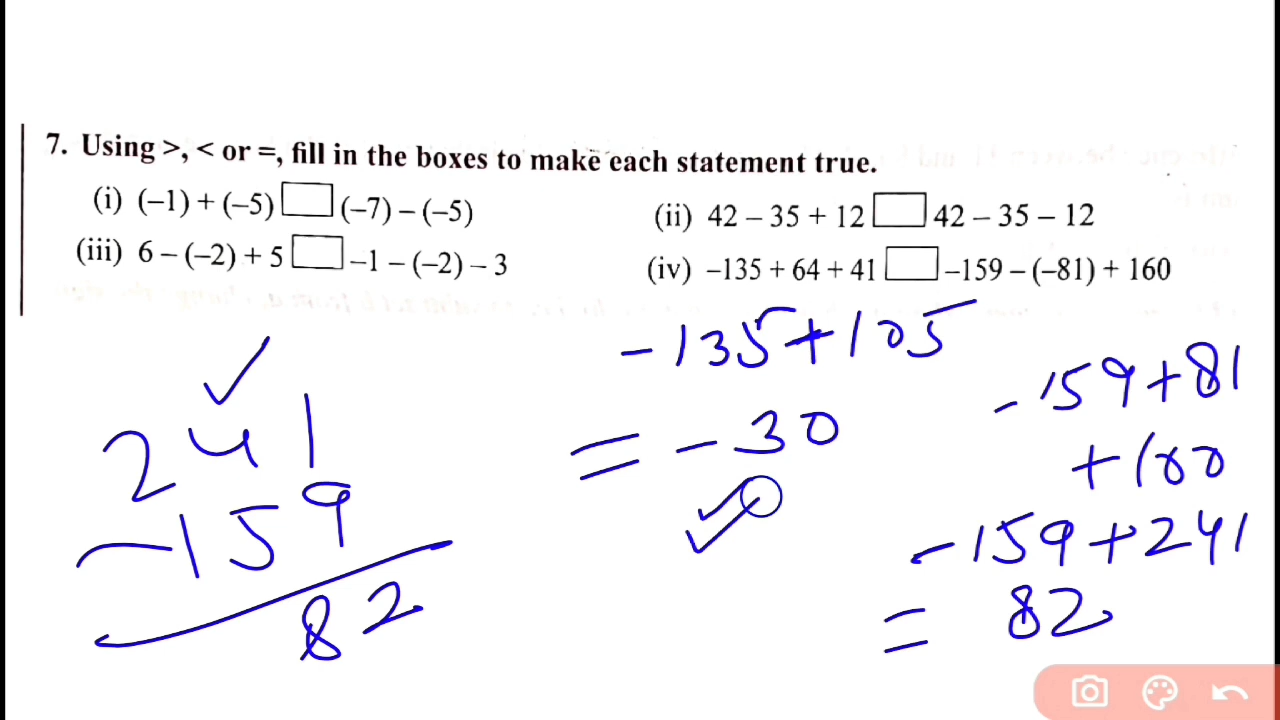 7. Using >, < or =, fill in the boxes to make each statement true.
(i) (–1) + (–5) □ (–7) – (–5)
(ii) 42 – 35 + 12 □ 42 – 35 – 12
(iii) 6 – (–2) + 5 □ –1 – (–2) – 3
(iv) –135 + 64 + 41 □ –159 – (–81) + 160
-135+105
= -30
-159+81
+160
-159+241
= 82
241
-159
82